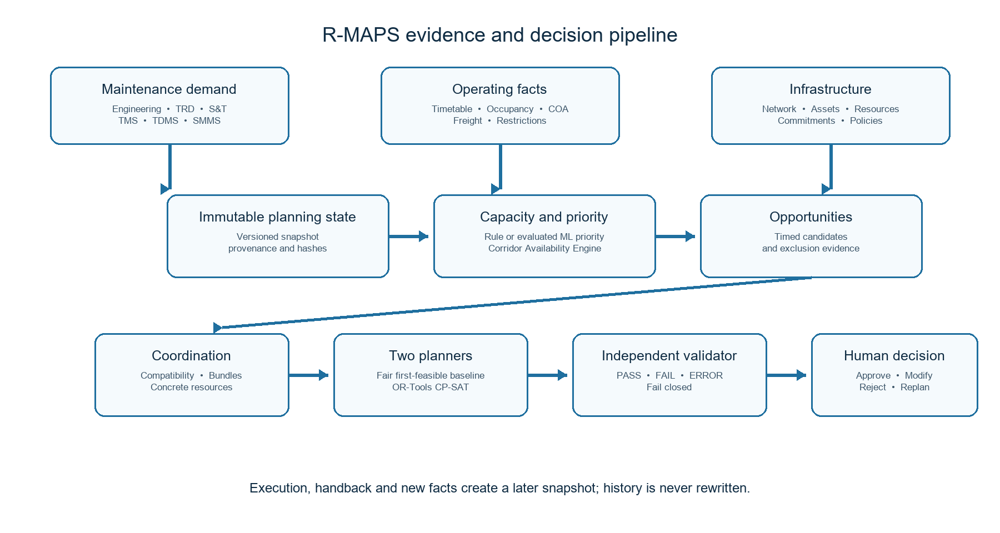 R-MAPS evidence and decision pipeline
Maintenance demand
Engineering • TRD • S&T
TMS • TDMS • SMMS
Operating facts
Timetable • Occupancy • COA
Freight • Restrictions
Infrastructure
Network • Assets • Resources
Commitments • Policies
Immutable planning state
Versioned snapshot
provenance and hashes
Capacity and priority
Rule or evaluated ML priority
Corridor Availability Engine
Opportunities
Timed candidates
and exclusion evidence
Coordination
Compatibility • Bundles
Concrete resources
Two planners
Fair first-feasible baseline
OR-Tools CP-SAT
Independent validator
PASS • FAIL • ERROR
Fail closed
Human decision
Approve • Modify
Reject • Replan
Execution, handback and new facts create a later snapshot; history is never rewritten.